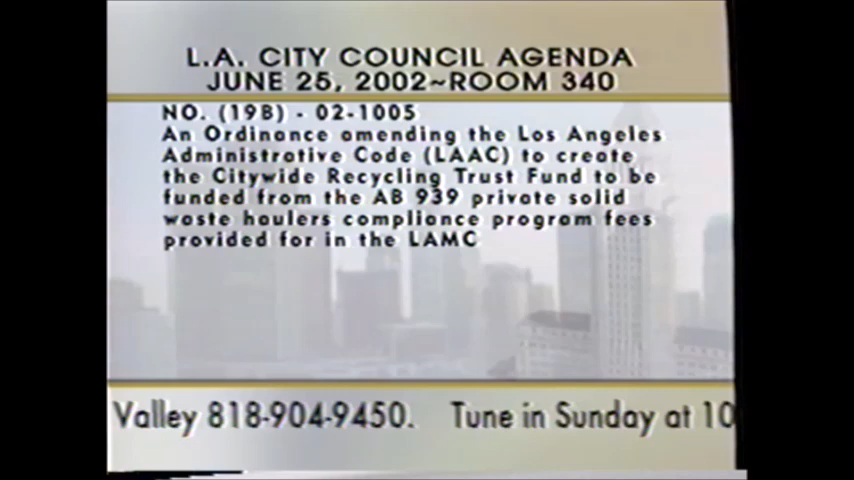 L.A. CITY COUNCIL AGENDA
JUNE 25, 2002~ROOM 340
NO. (19B) - 02-1005
An Ordinance amending the Los Angeles
Administrative Code (LAAC) to create
the Citywide Recycling Trust Fund to be
funded from the AB 939 private solid
waste haulers compliance program fees
provided for in the LAMC
Valley 818-904-9450. Tune in Sunday at 10